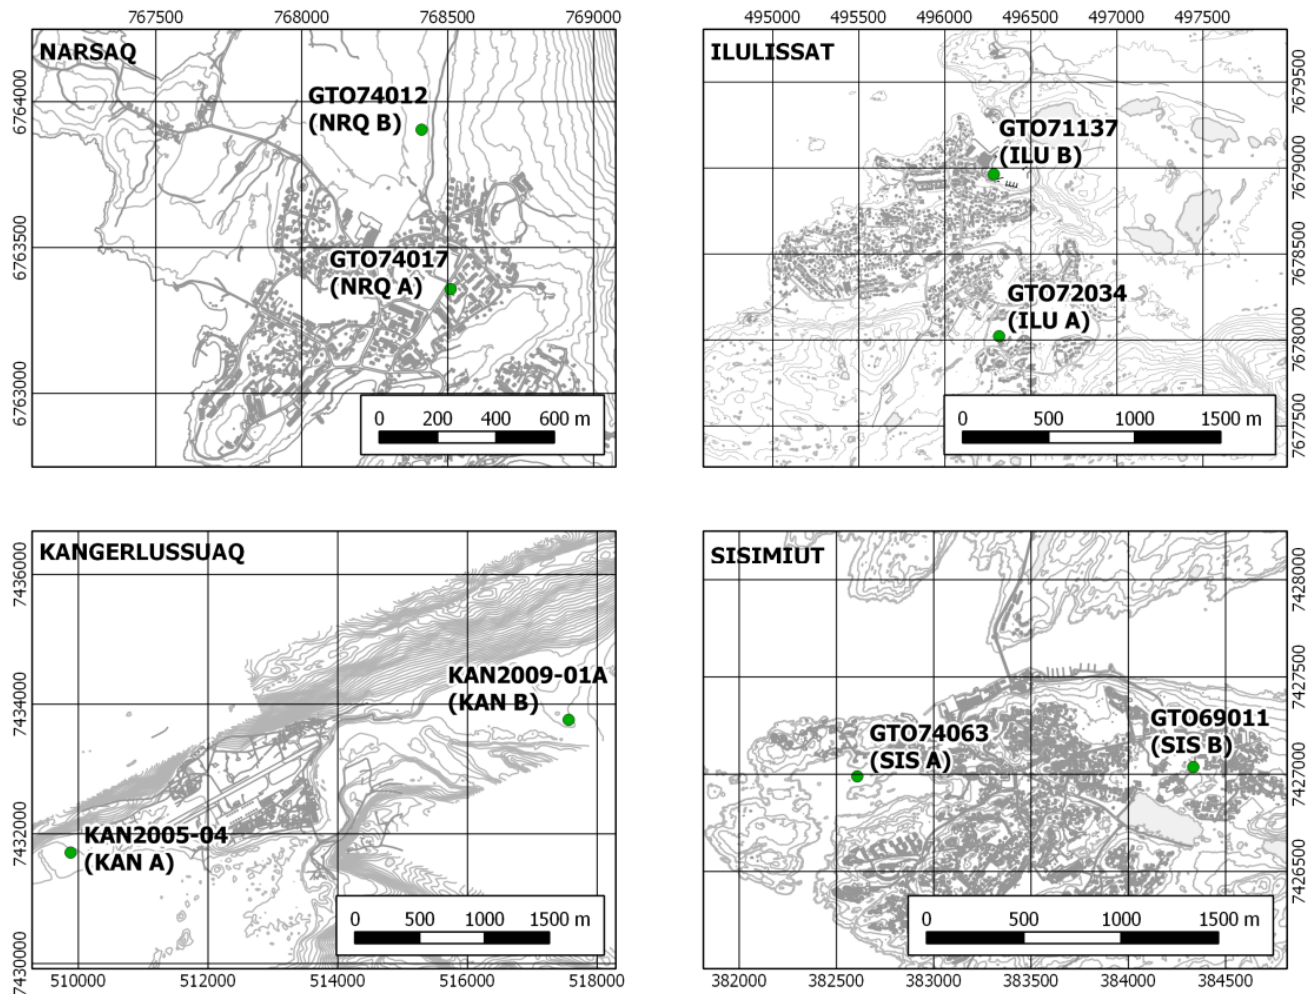 767500 768000 768500 769000
NARSAQ
6764000
6763500
6763000
GTO74012
(NRQ B)
GTO74017
(NRQ A)
0 200 400 600 m
495000 495500 496000 496500 497000 497500
ILULISSAT
7679500
7679000
7678500
7678000
7677500
GTO71137
(ILU B)
GTO72034
(ILU A)
0 500 1000 1500 m
KANGERLUSSUAQ
7436000
7434000
7432000
7430000
KAN2009-01A
(KAN B)
KAN2005-04
(KAN A)
0 500 1000 1500 m
510000 512000 514000 516000 518000
SISIMIUT
7428000
7427500
7427000
7426500
GTO74063
(SIS A)
GTO69011
(SIS B)
0 500 1000 1500 m
382000 382500 383000 383500 384000 384500